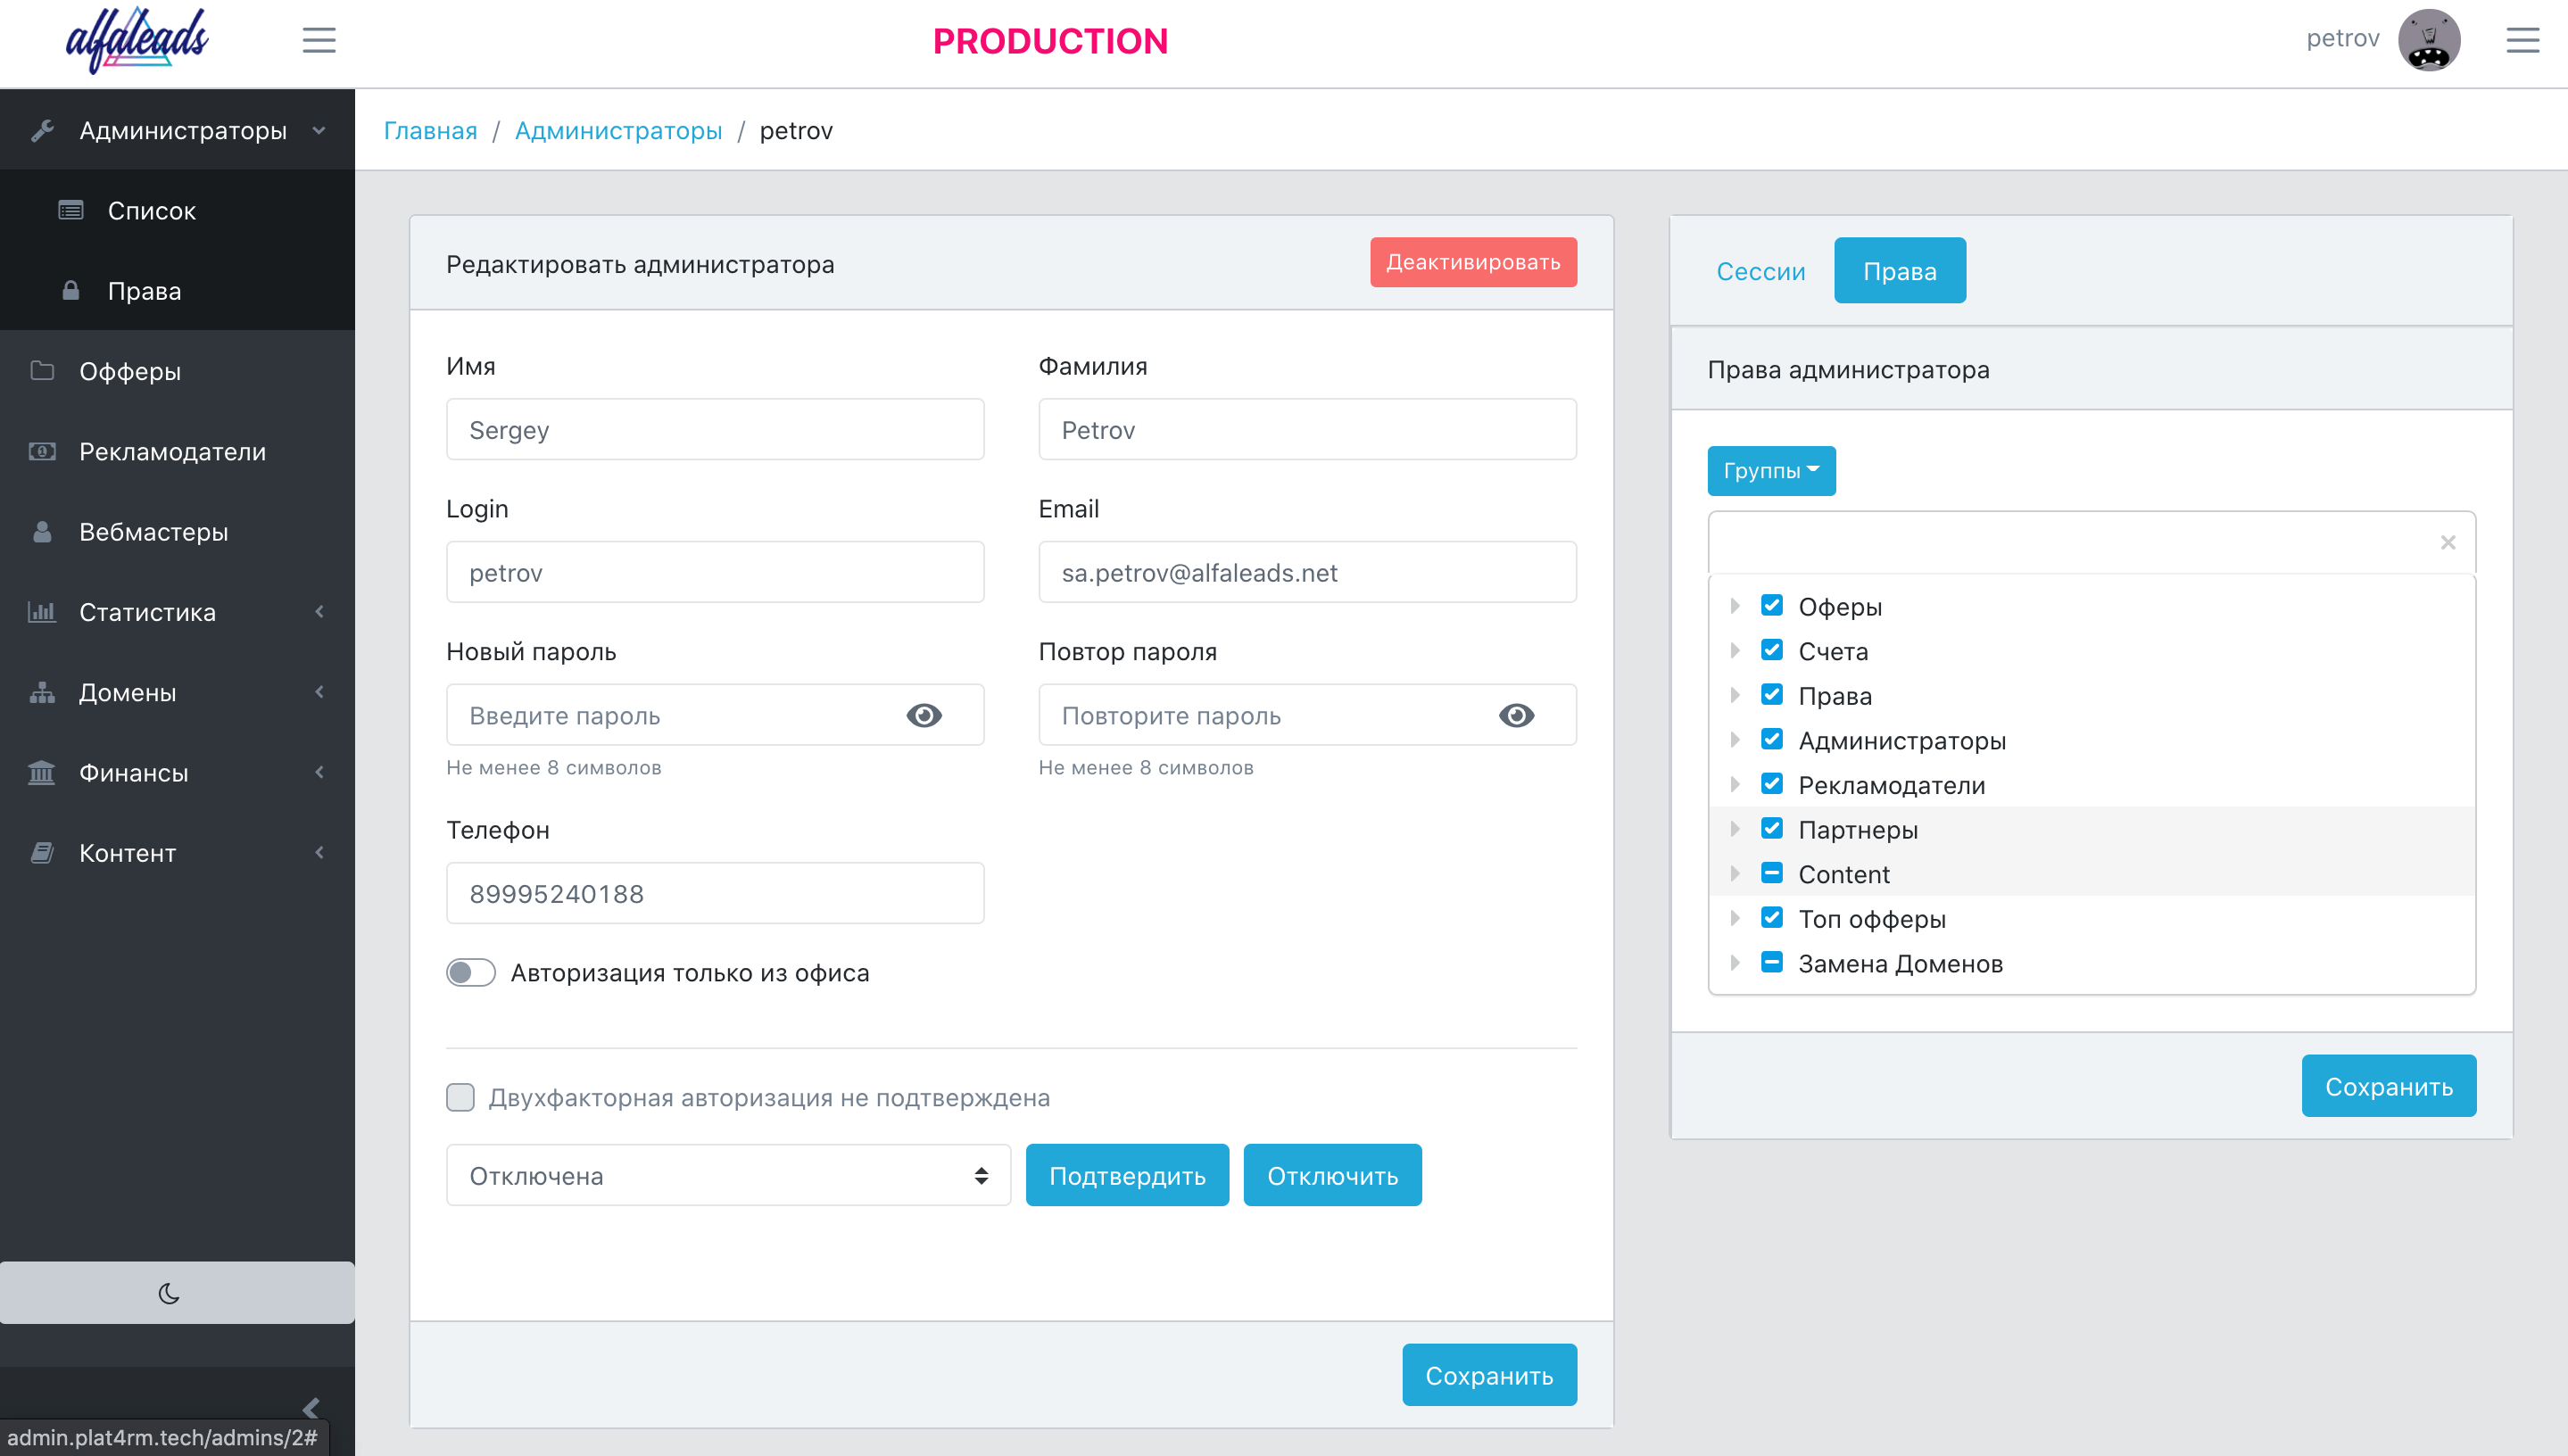 alfaleads
PRODUCTION
petrov
Администраторы
Список
Права
Офферы
Рекламодатели
Вебмастеры
Статистика
Домены
Финансы
Контент
admin.plat4rm.tech/admins/2#
Главная / Администраторы / petrov
Редактировать администратора
Деактивировать
Имя
Фамилия
Sergey
Petrov
Login
Email
petrov
sa.petrov@alfaleads.net
Новый пароль
Повтор пароля
Введите пароль
Повторите пароль
Не менее 8 символов
Не менее 8 символов
Телефон
89995240188
Авторизация только из офиса
Двухфакторная авторизация не подтверждена
Отключена
Подтвердить
Отключить
Сохранить
Сессии
Права
Права администратора
Группы
Оферы
Счета
Права
Администраторы
Рекламодатели
Партнеры
Content
Топ офферы
Замена Доменов
Сохранить